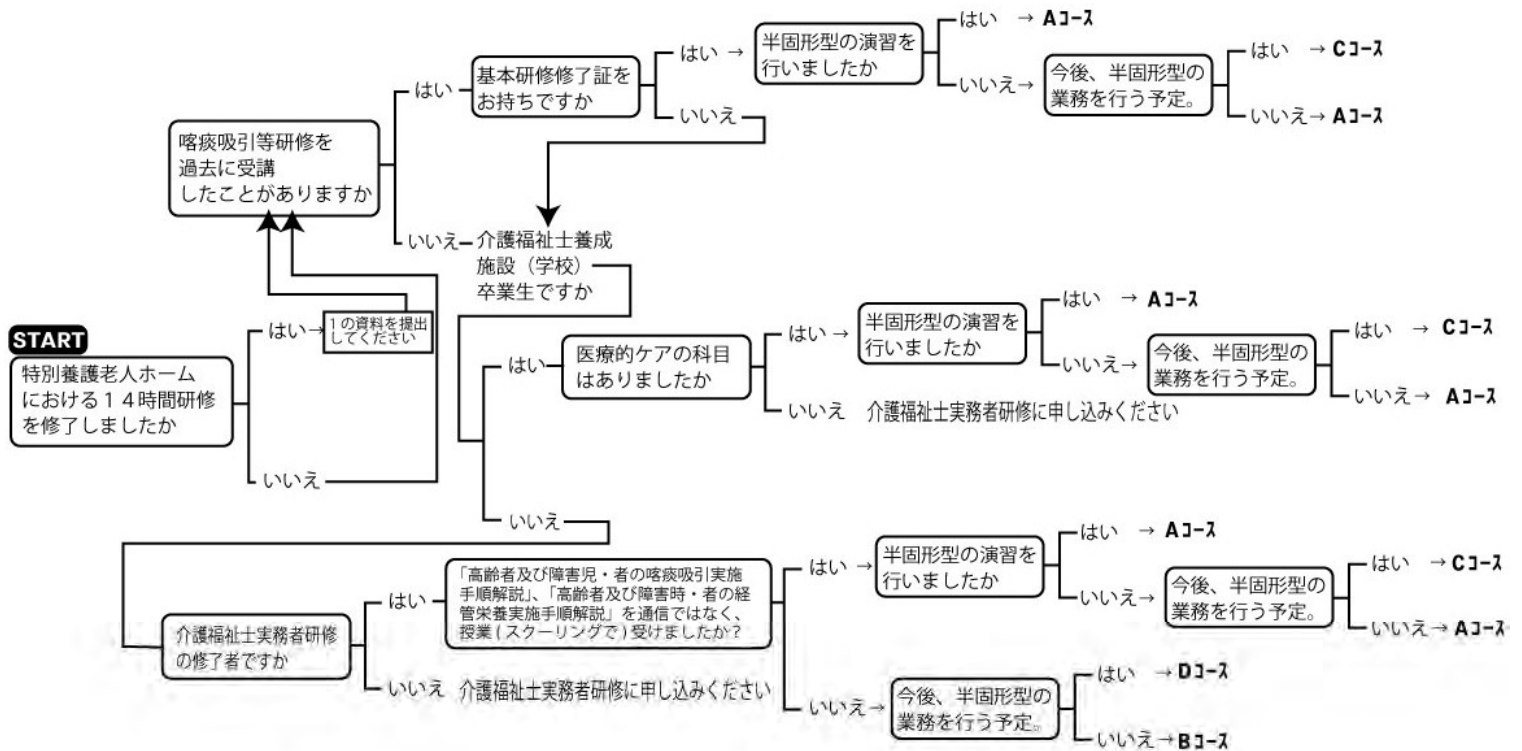 START
特別養護老人ホーム
における１４時間研修
を修了しましたか
はい→
１の資料を提出
してください
いいえ
喀痰吸引等研修を
過去に受講
したことがありますか
はい
基本研修修了証を
お持ちですか
はい →
半固形型の演習を
行いましたか
はい → Aコース
いいえ→
今後、半固形型の
業務を行う予定。
はい → Cコース
いいえ→ Aコース
いいえ
いいえ
介護福祉士養成
施設（学校）
卒業生ですか
はい
医療的ケアの科目
はありましたか
はい →
半固形型の演習を
行いましたか
はい → Aコース
いいえ→
今後、半固形型の
業務を行う予定。
はい → Cコース
いいえ→ Aコース
いいえ 介護福祉士実務者研修に申し込みください
いいえ
介護福祉士実務者研修
の修了者ですか
はい
「高齢者及び障害児・者の喀痰吸引実施
手順解説」、「高齢者及び障害時・者の経
管栄養実施手順解説」を通信ではなく、
授業(スクーリングで)受けましたか？
はい →
半固形型の演習を
行いましたか
はい → Aコース
いいえ→
今後、半固形型の
業務を行う予定。
はい → Cコース
いいえ→ Aコース
いいえ→
今後、半固形型の
業務を行う予定。
はい → Dコース
いいえ→ Bコース
いいえ 介護福祉士実務者研修に申し込みください